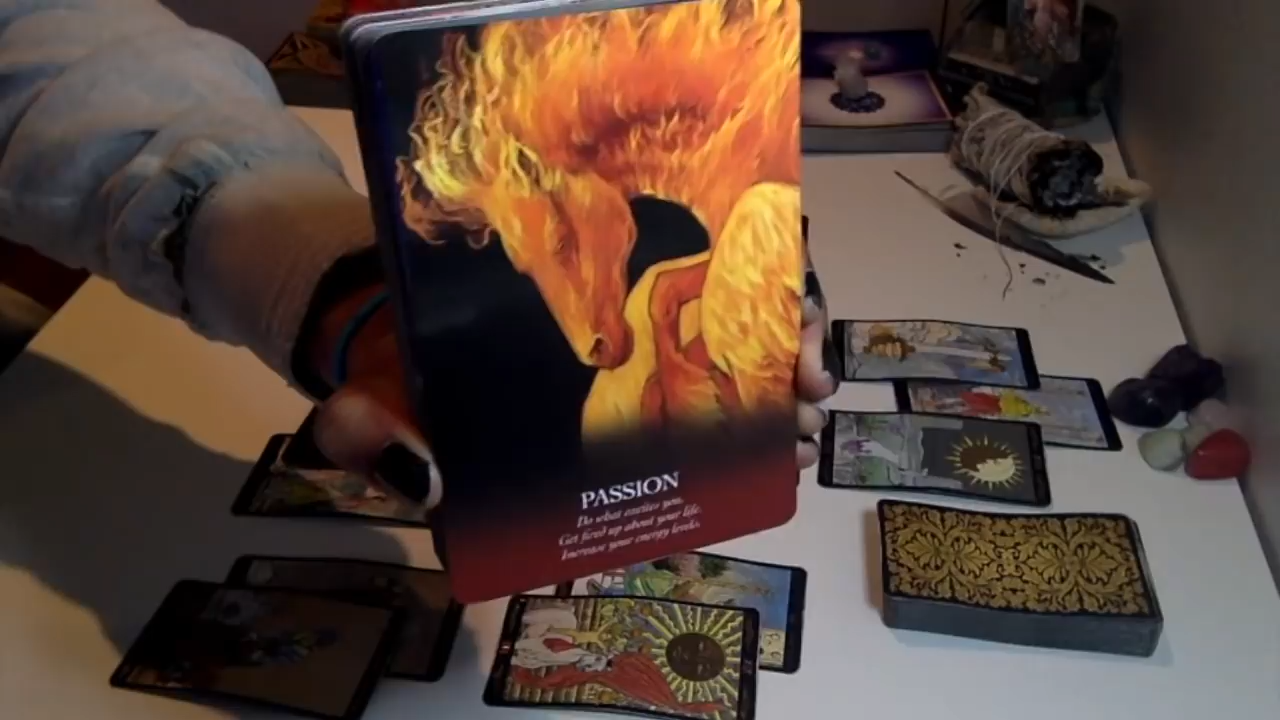 PASSION
Do what excites you.
Get fired up about your life.
Increase your energy levels.